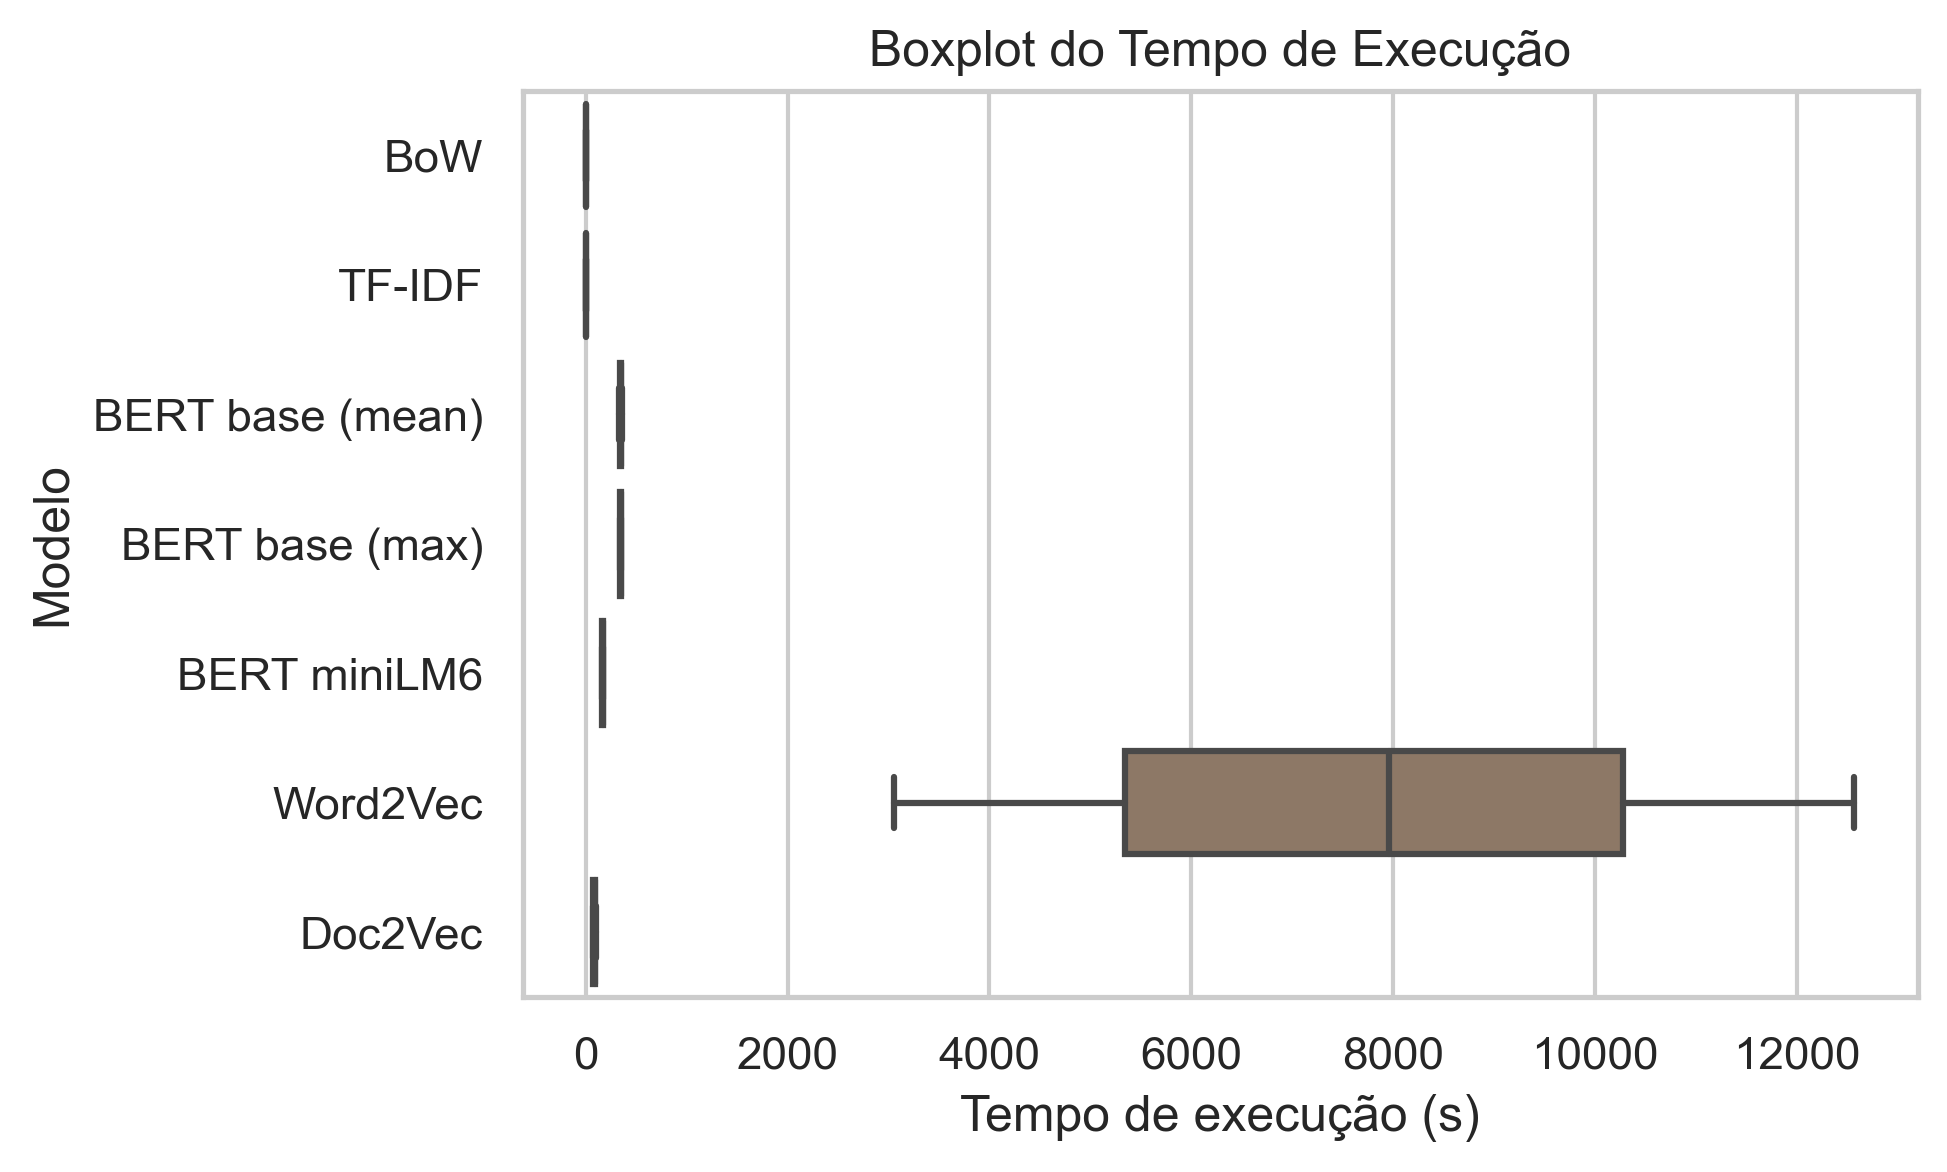 Boxplot do Tempo de Execução
Modelo
BoW
TF-IDF
BERT base (mean)
BERT base (max)
BERT miniLM6
Word2Vec
Doc2Vec
0 2000 4000 6000 8000 10000 12000
Tempo de execução (s)